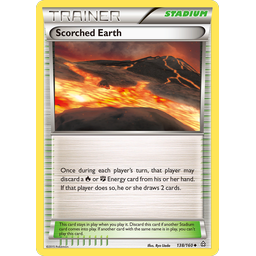 TRAINER STADIUM
Scorched Earth
Once during each player's turn, that player may
discard a or Energy card from his or her hand.
If that player does so, he or she draws 2 cards.
This card stays in play when you play it. Discard this card if another Stadium
card comes into play. If another card with the same name is in play, you can't
play this card.
Illus. Ryo Ueda
138/160